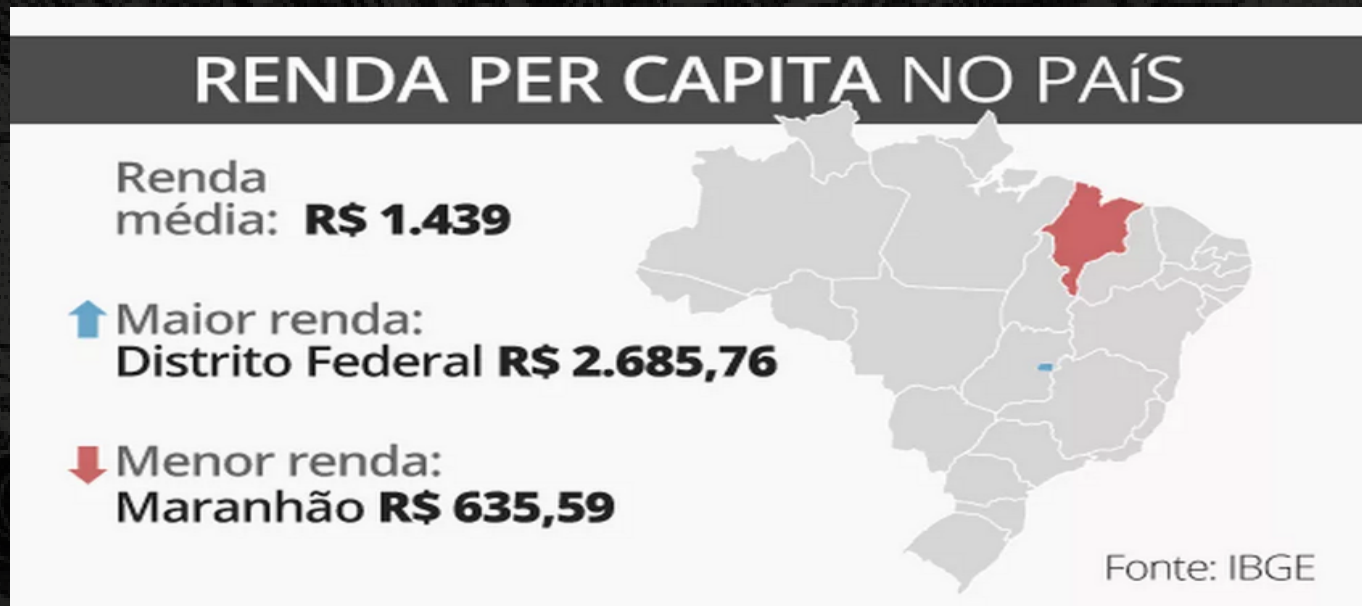 RENDA PER CAPITA NO PAíS
Renda
média: R$ 1.439
Maior renda:
Distrito Federal R$ 2.685,76
Menor renda:
Maranhão R$ 635,59
Fonte: IBGE